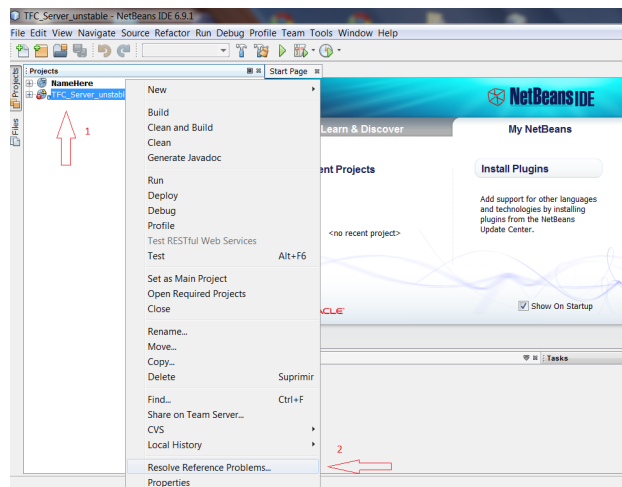 TFC_Server_unstable - NetBeans IDE 6.9.1
File Edit View Navigate Source Refactor Run Debug Profile Team Tools Window Help
Projects
Files
Projects
Start Page
NameHere
TFC_Server_unstabl
1
New
Build
Clean and Build
Clean
Generate Javadoc
Run
Deploy
Debug
Profile
Test RESTful Web Services
Test Alt+F6
Set as Main Project
Open Required Projects
Close
Rename...
Move...
Copy...
Delete Suprimir
Find... Ctrl+F
Share on Team Server...
CVS
Local History
2
Resolve Reference Problems...
Properties
NetBeans IDE
Learn & Discover
My NetBeans
ent Projects
<no recent project>
Install Plugins
Add support for other languages
and technologies by installing
plugins from the NetBeans
Update Center.
CLE
Show On Startup
Tasks